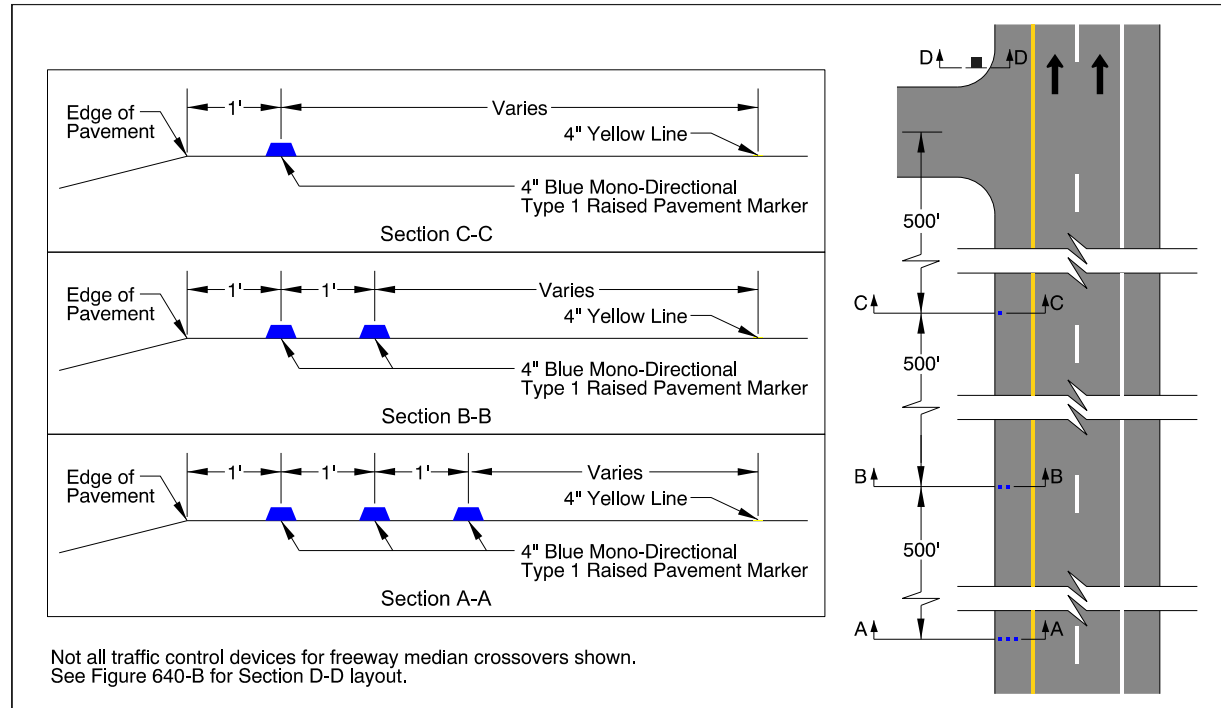 Edge of
Pavement
1'
Varies
4" Yellow Line
4" Blue Mono-Directional
Type 1 Raised Pavement Marker
Section C-C
Edge of
Pavement
1'
1'
Varies
4" Yellow Line
4" Blue Mono-Directional
Type 1 Raised Pavement Marker
Section B-B
Edge of
Pavement
1'
1'
1'
Varies
4" Yellow Line
4" Blue Mono-Directional
Type 1 Raised Pavement Marker
Section A-A
Not all traffic control devices for freeway median crossovers shown.
See Figure 640-B for Section D-D layout.
D D
500'
C C
500'
B B
500'
A A